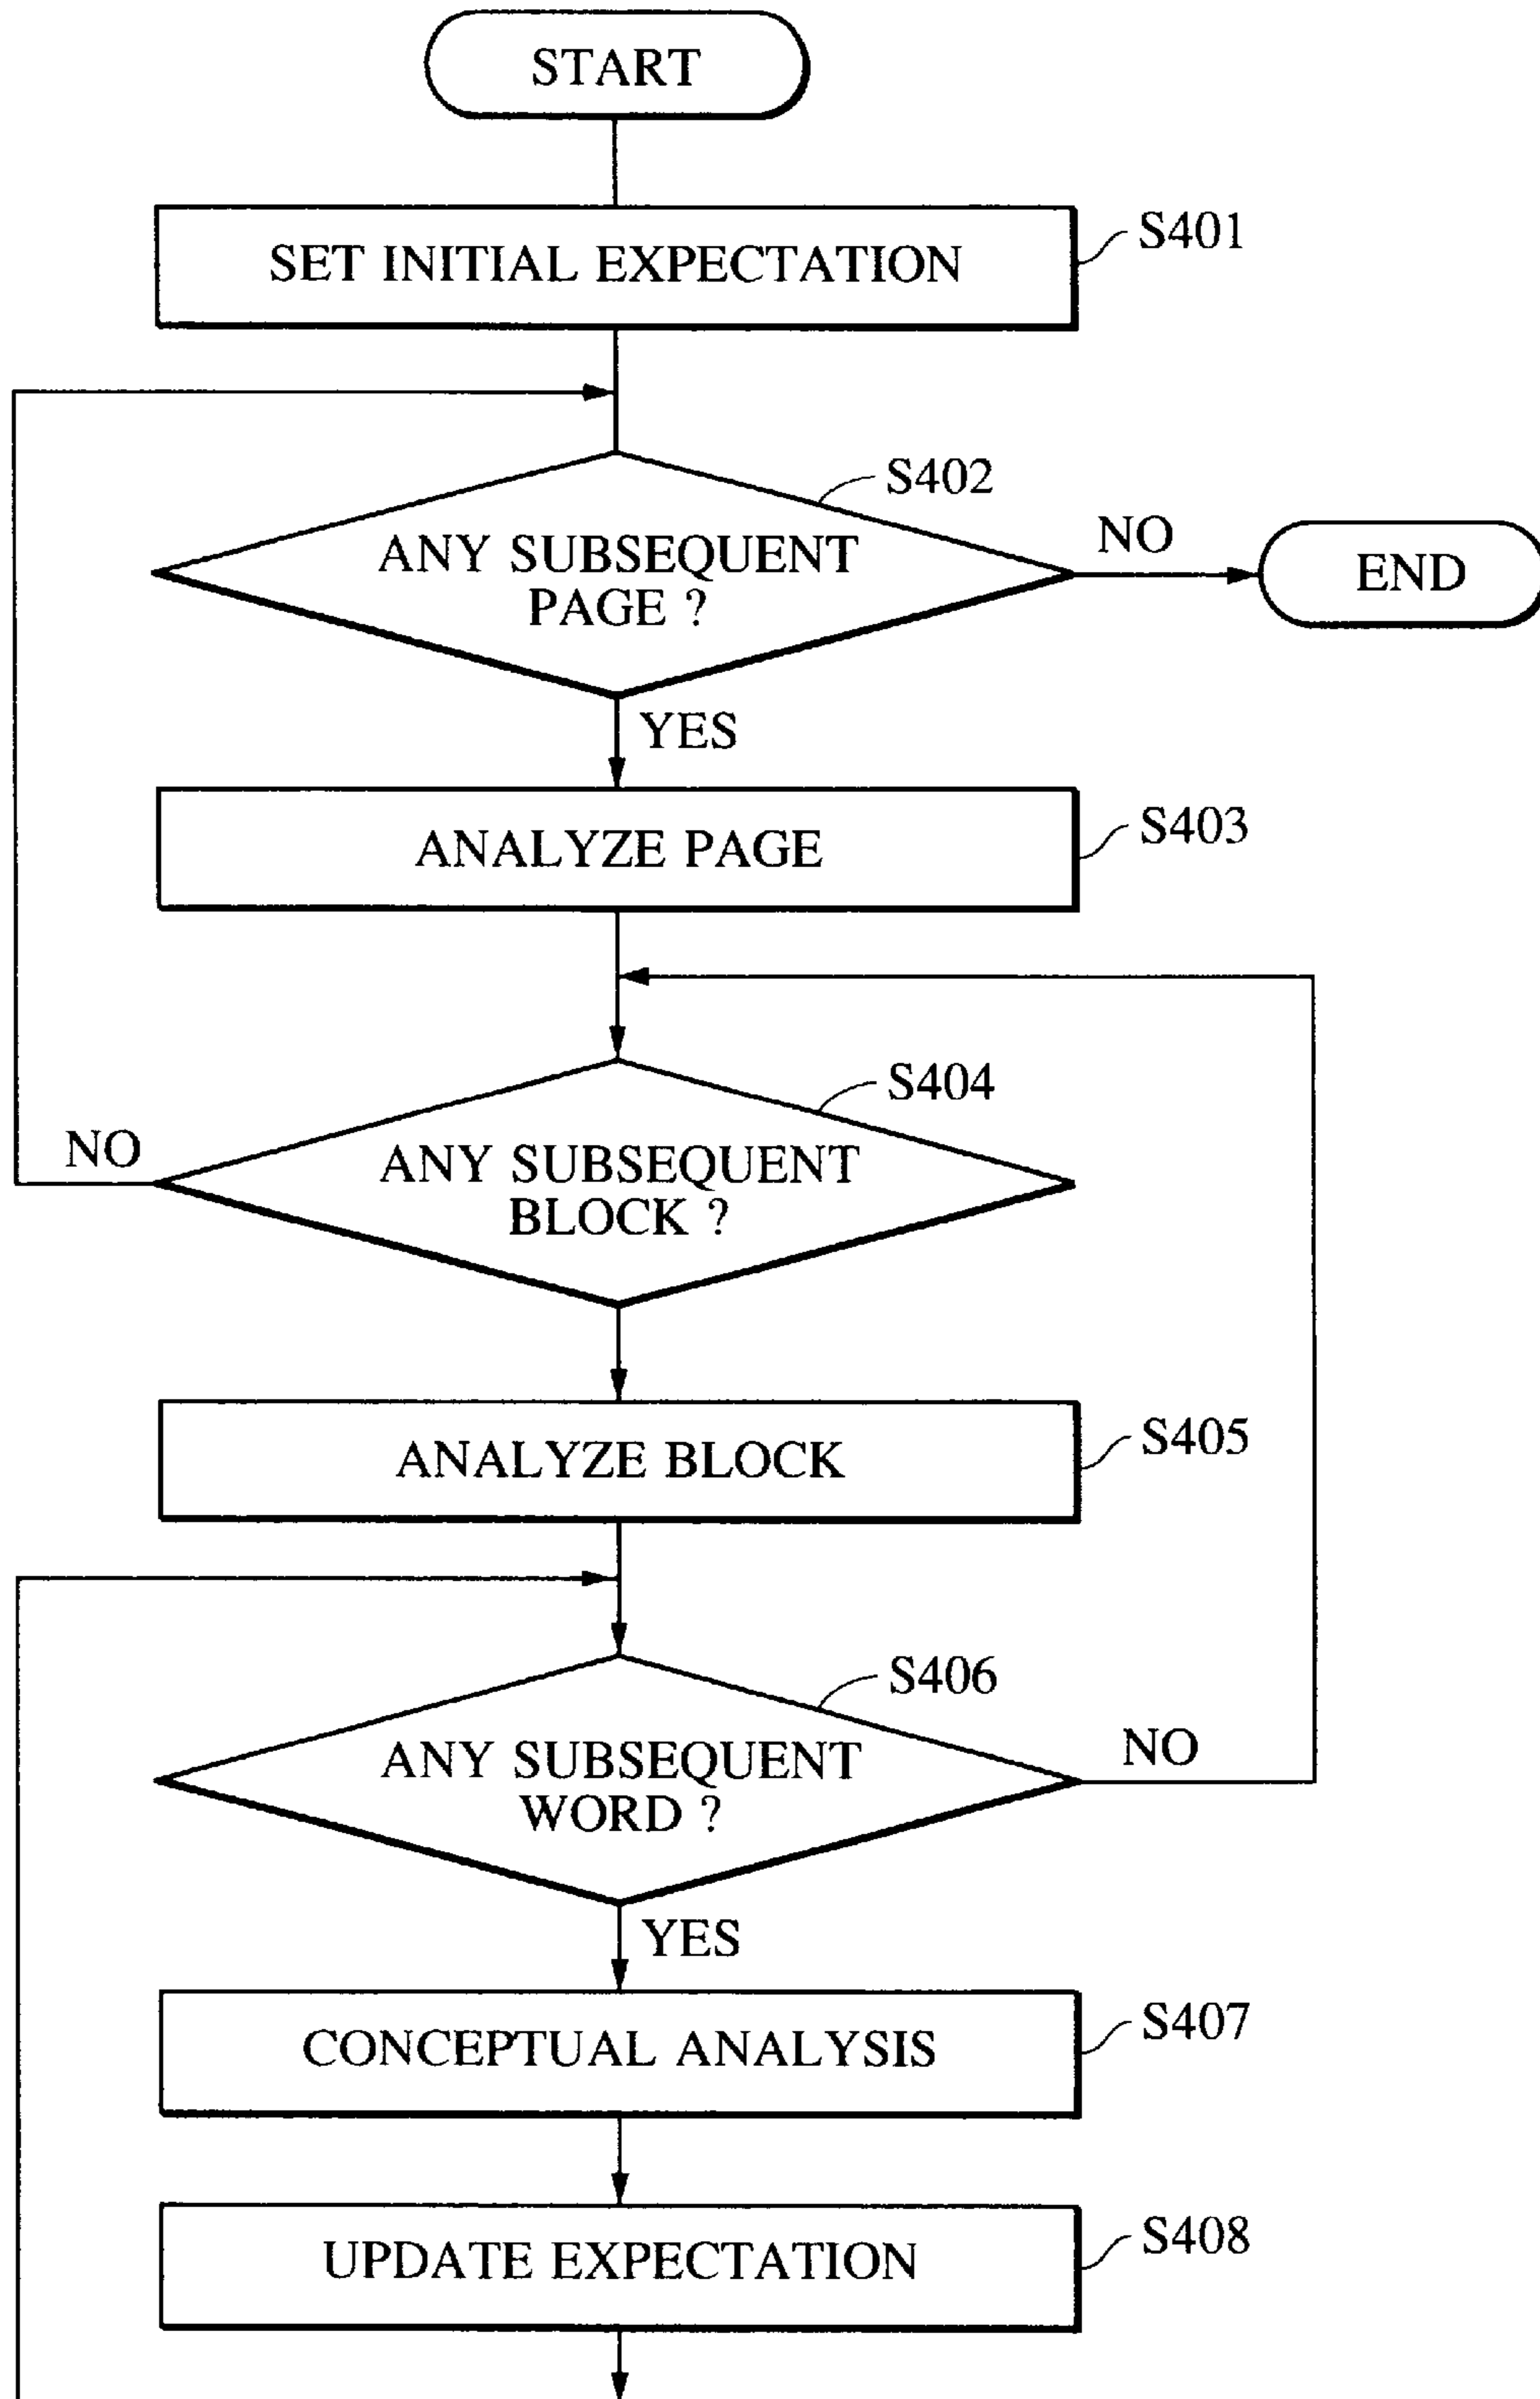 START
SET INITIAL EXPECTATION
S401
S402
ANY SUBSEQUENT
PAGE ?
NO
END
YES
ANALYZE PAGE
S403
S404
NO
ANY SUBSEQUENT
BLOCK ?
ANALYZE BLOCK
S405
S406
ANY SUBSEQUENT
WORD ?
NO
YES
CONCEPTUAL ANALYSIS
S407
UPDATE EXPECTATION
S408